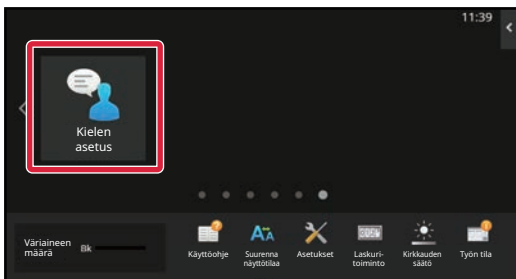 11:39
Kielen
asetus
Väriaineen
määrä
Bk
Käyttöohje
Suurenna
näyttötilaa
Asetukset
Laskuri-
toiminto
Kirkkauden
säätö
Työn tila